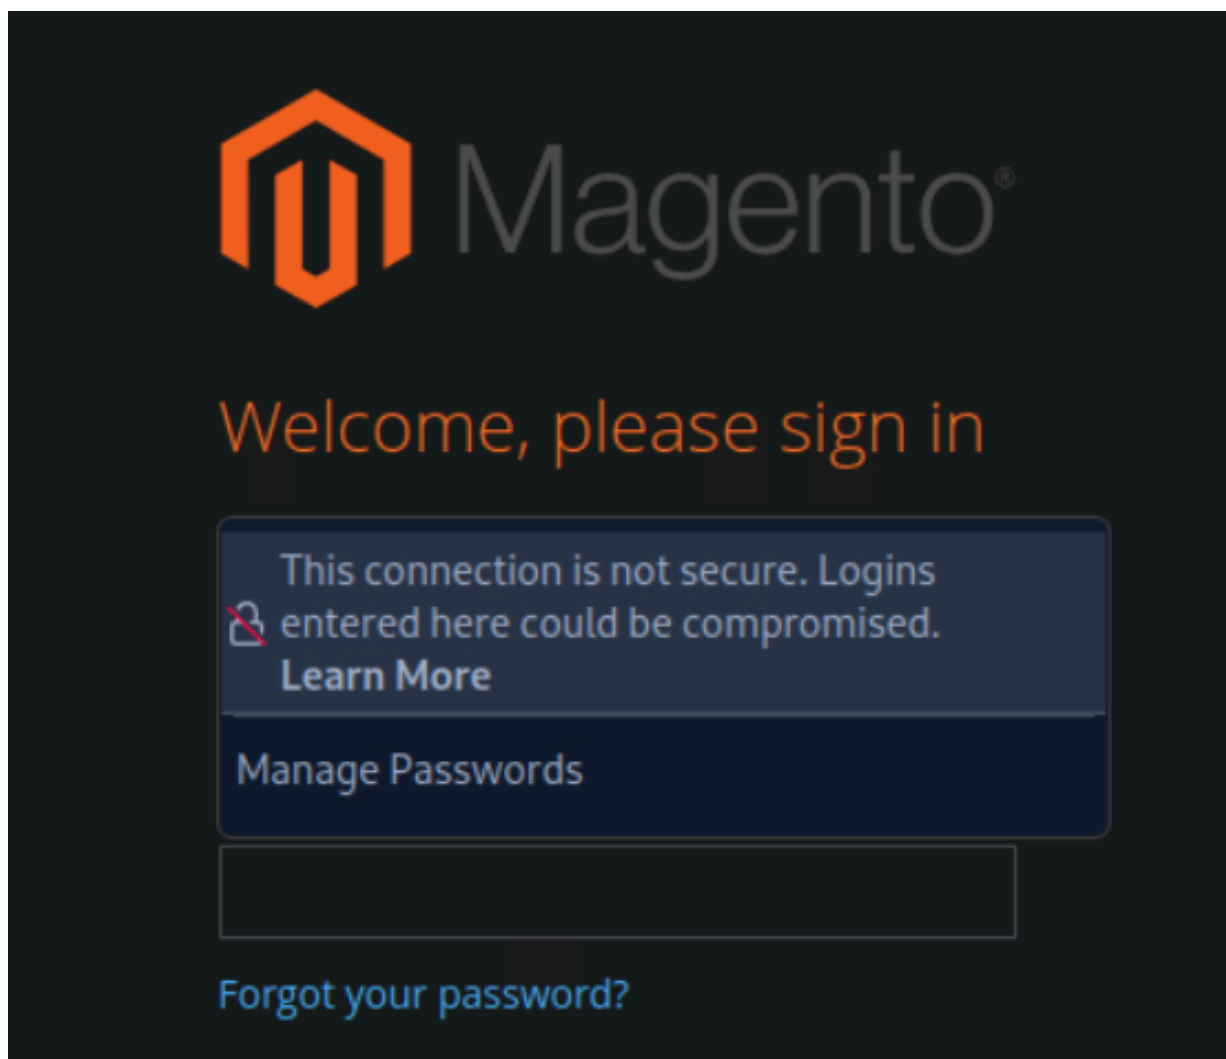 Magento®
Welcome, please sign in
This connection is not secure. Logins
entered here could be compromised.
Learn More
Manage Passwords
Forgot your password?